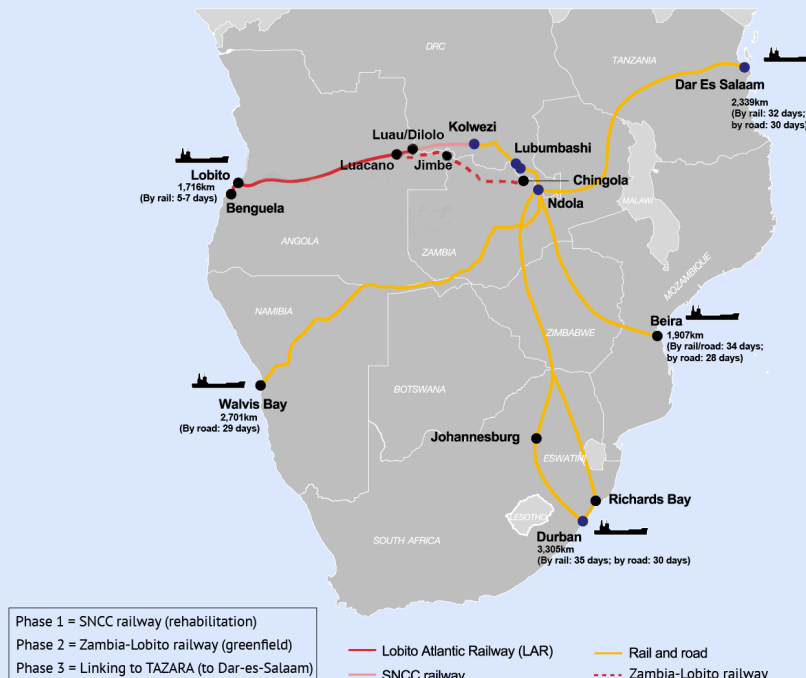 DRC
TANZANIA
Dar Es Salaam
2,339km
(By rail: 32 days;
by road: 30 days)
Luau/Dilolo
Kolwezi
Lubumbashi
Luacano
Jimbe
Chingola
Lobito
1,716km
(By rail: 5-7 days)
Benguela
Ndola
MALAWI
ANGOLA
ZAMBIA
MOZAMBIQUE
NAMIBIA
ZIMBABWE
Beira
1,907km
(By rail/road: 34 days;
by road: 28 days)
BOTSWANA
Walvis Bay
2,701km
(By road: 29 days)
Johannesburg
ESWATINI
Richards Bay
LESOTHO
SOUTH AFRICA
Durban
3,305km
(By rail: 35 days; by road: 30 days)
Phase 1 = SNCC railway (rehabilitation)
Phase 2 = Zambia-Lobito railway (greenfield)
Phase 3 = Linking to TAZARA (to Dar-es-Salaam)
Lobito Atlantic Railway (LAR)
Rail and road
SNCC railway
Zambia-Lobito railway